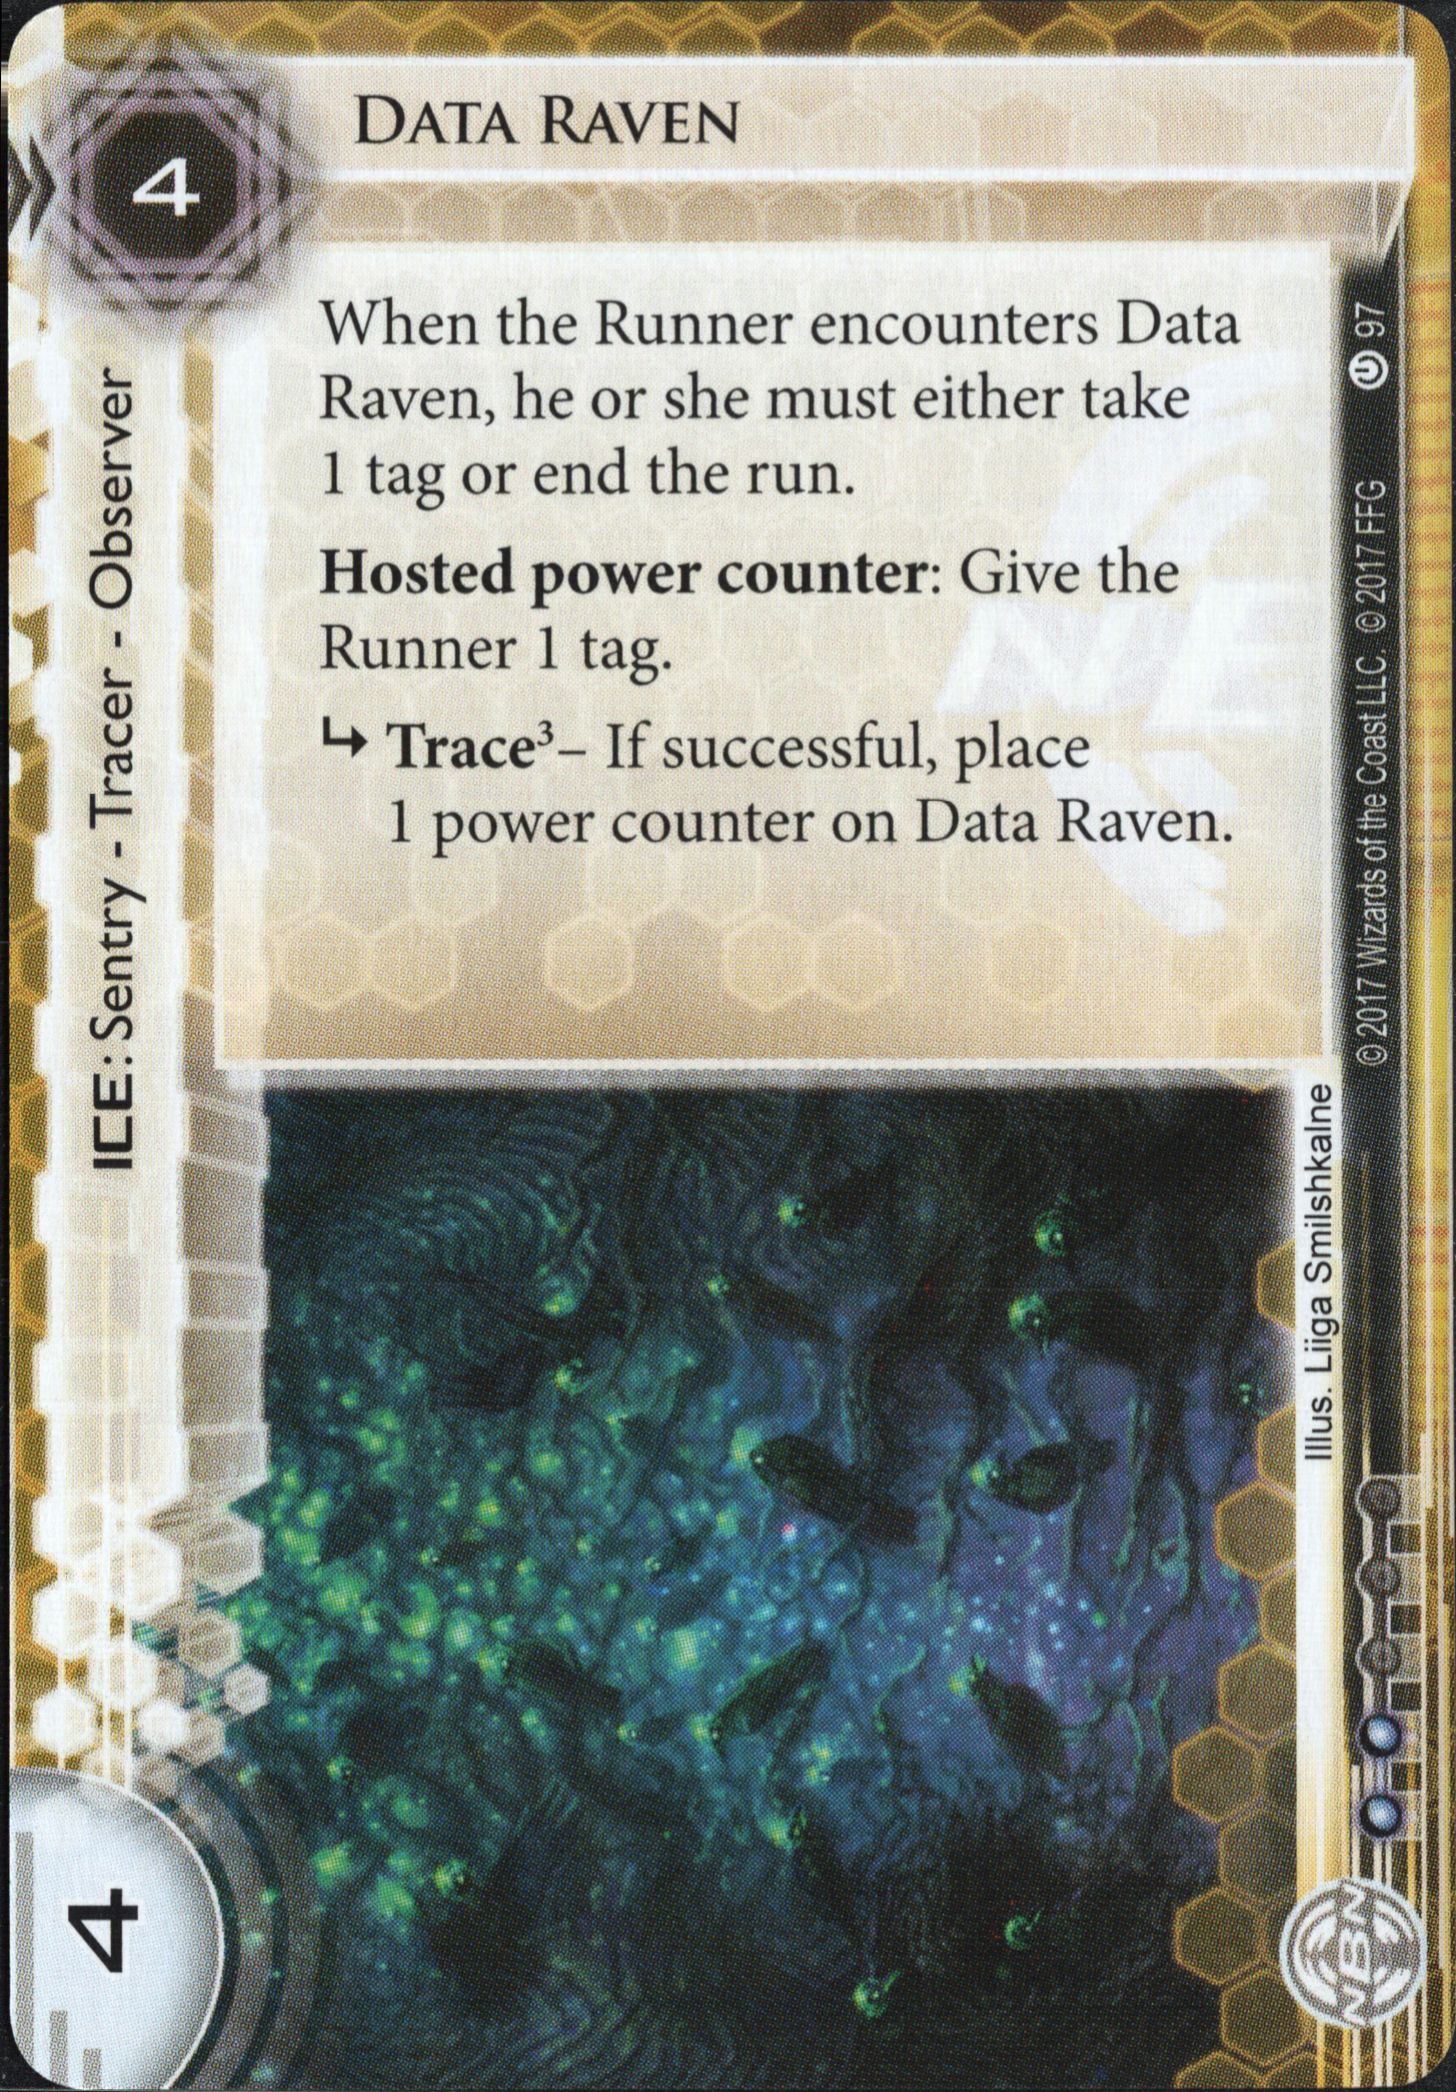 4
DATA RAVEN
When the Runner encounters Data
Raven, he or she must either take
1 tag or end the run.
Hosted power counter: Give the
Runner 1 tag.
↳ Trace³– If successful, place
1 power counter on Data Raven.
ICE: Sentry - Tracer - Observer
4
Illus. Liiga Smilshkalne
© 2017 Wizards of the Coast LLC. © 2017 FFG 97
NBN